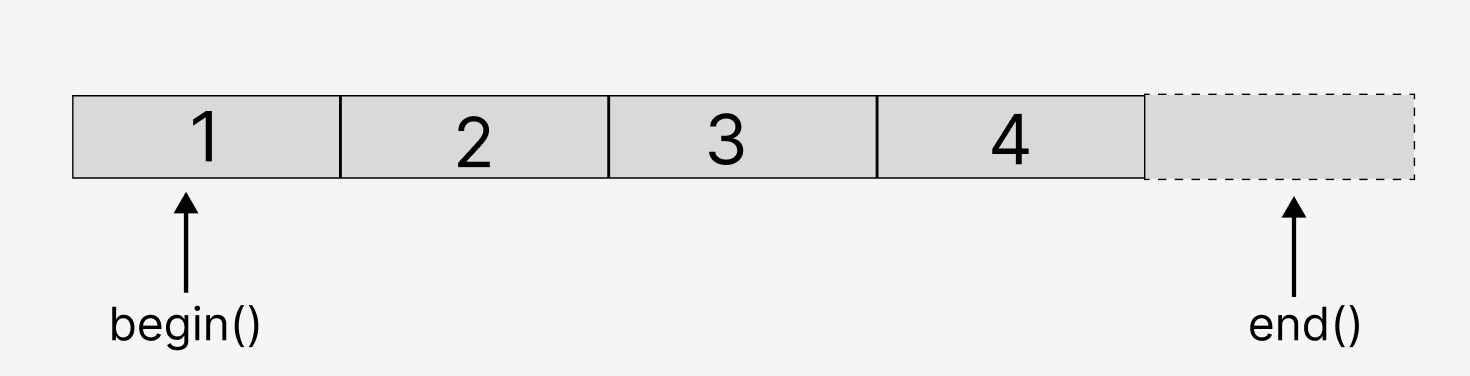 1 2 3 4
begin() end()